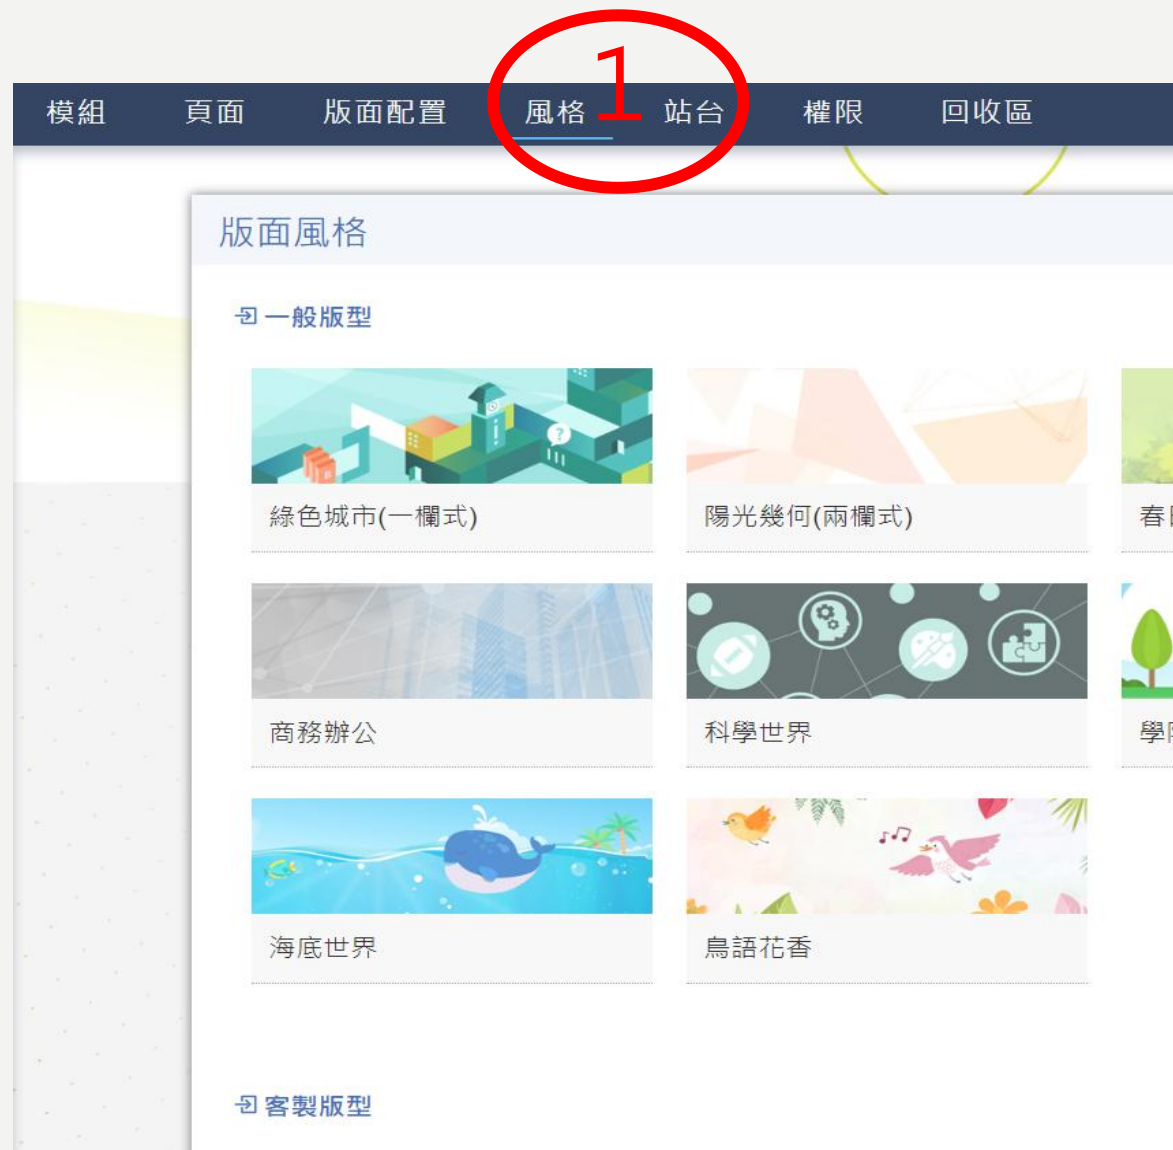 1
模組 頁面 版面配置 風格 站台 權限 回收區
版面風格
一般版型
綠色城市(一欄式) 陽光幾何(兩欄式) 春
商務辦公 科學世界 學
海底世界 鳥語花香
客製版型